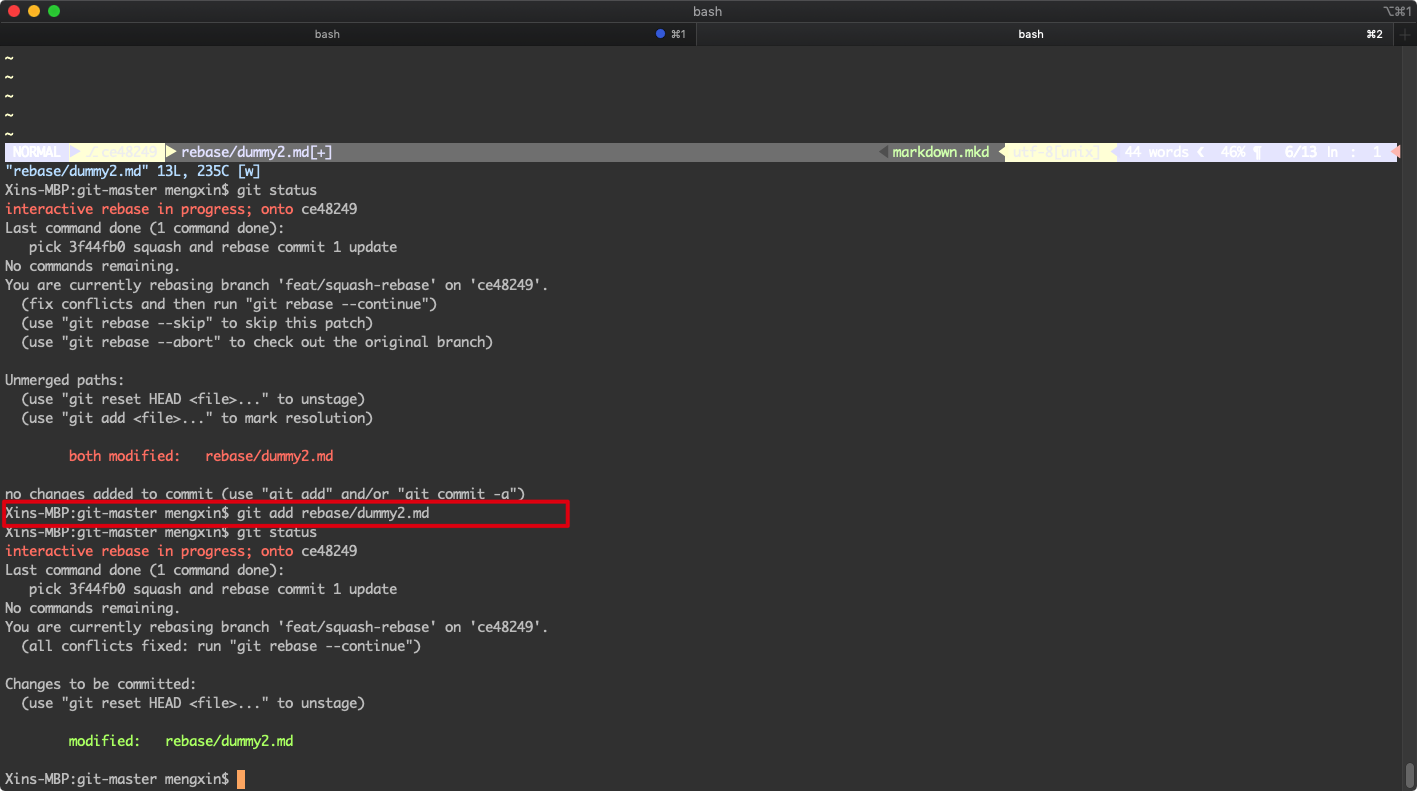 bash
⌥⌘1
bash ⌘1 bash ⌘2 +
~
~
~
~
~
NORMAL ./ce48249 rebase/dummy2.md[+] markdown.mkd utf-8[unix] 44 words 46% ¶ 6/13 ln : 1
"rebase/dummy2.md" 13L, 235C [w]
Xins-MBP:git-master mengxin$ git status
interactive rebase in progress; onto ce48249
Last command done (1 command done):
   pick 3f44fb0 squash and rebase commit 1 update
No commands remaining.
You are currently rebasing branch 'feat/squash-rebase' on 'ce48249'.
  (fix conflicts and then run "git rebase --continue")
  (use "git rebase --skip" to skip this patch)
  (use "git rebase --abort" to check out the original branch)
Unmerged paths:
  (use "git reset HEAD <file>..." to unstage)
  (use "git add <file>..." to mark resolution)
        both modified:   rebase/dummy2.md
no changes added to commit (use "git add" and/or "git commit -a")
Xins-MBP:git-master mengxin$ git add rebase/dummy2.md
Xins-MBP:git-master mengxin$ git status
interactive rebase in progress; onto ce48249
Last command done (1 command done):
   pick 3f44fb0 squash and rebase commit 1 update
No commands remaining.
You are currently rebasing branch 'feat/squash-rebase' on 'ce48249'.
  (all conflicts fixed: run "git rebase --continue")
Changes to be committed:
  (use "git reset HEAD <file>..." to unstage)
        modified:   rebase/dummy2.md
Xins-MBP:git-master mengxin$